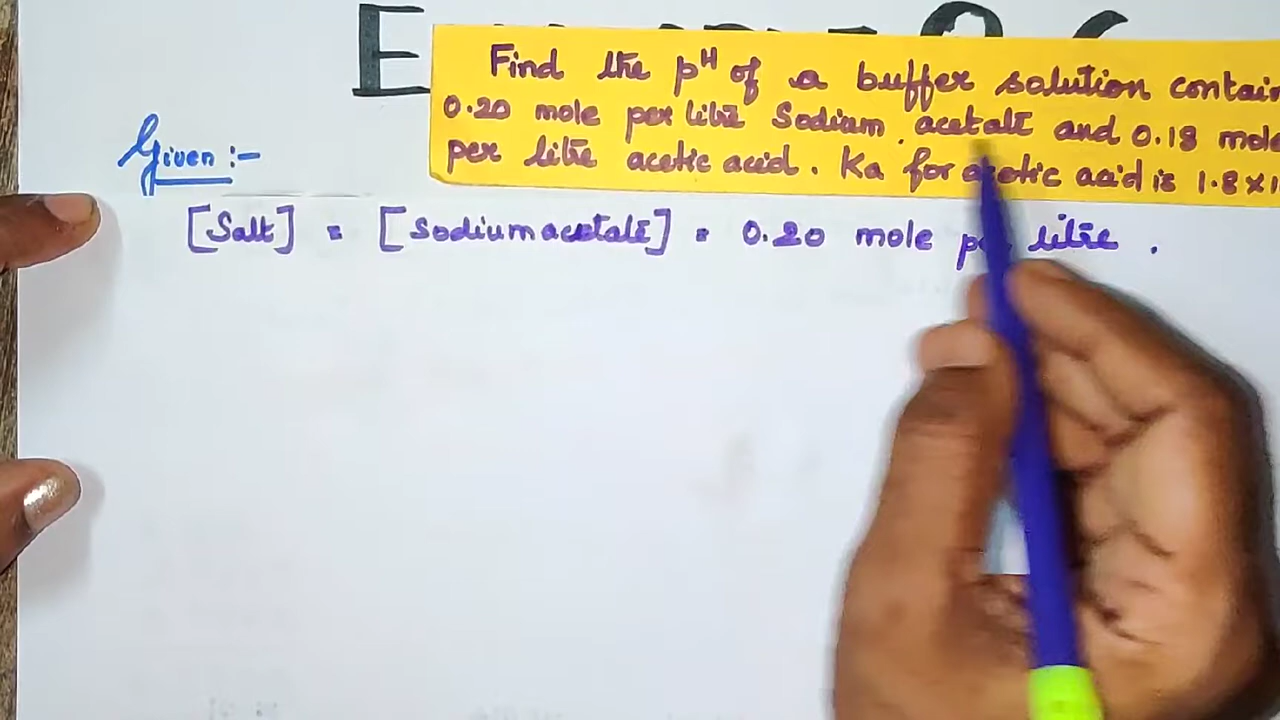 Find the pH of a buffer solution contain
0.20 mole per litre Sodium acetate and 0.18 mole
per litre acetic acid. Ka for acetic acid is 1.8×1
Given :-
[Salt] = [Sodium acetate] = 0.20 mole per litre .